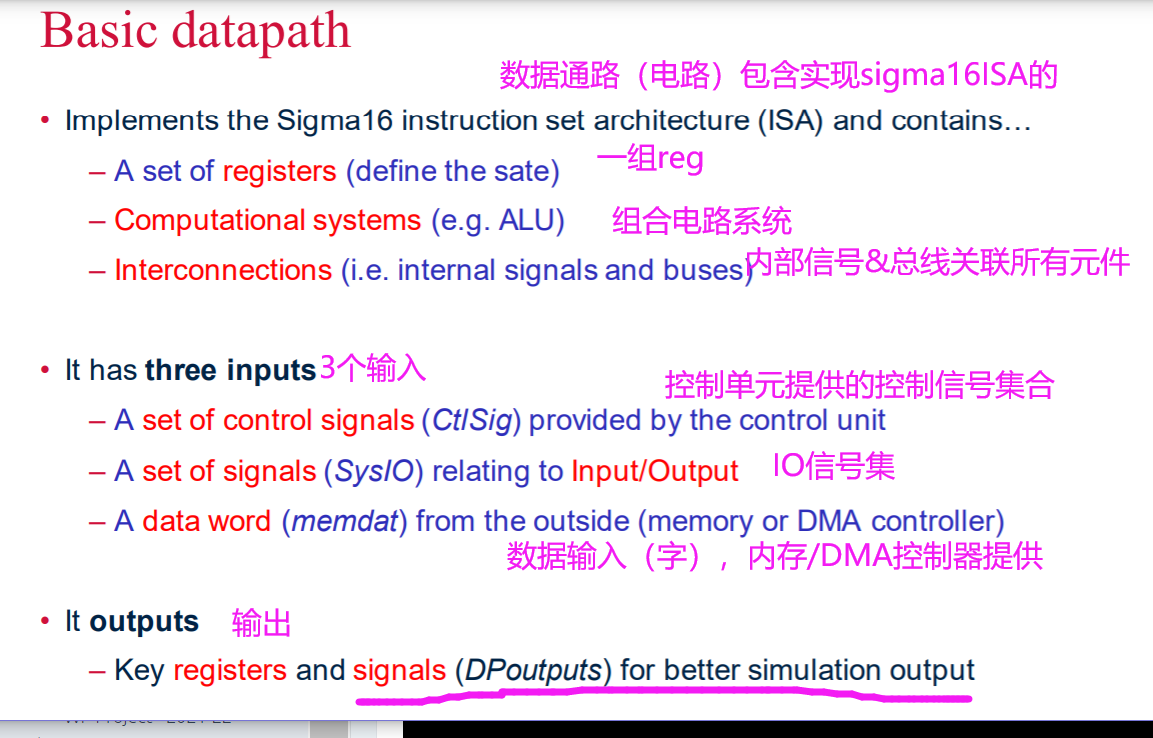 Basic datapath
数据通路（电路）包含实现sigma16ISA的
• Implements the Sigma16 instruction set architecture (ISA) and contains…
– A set of registers (define the sate)
一组reg
– Computational systems (e.g. ALU)
组合电路系统
– Interconnections (i.e. internal signals and buses)
内部信号&总线关联所有元件
• It has three inputs
3个输入
控制单元提供的控制信号集合
– A set of control signals (CtlSig) provided by the control unit
– A set of signals (SysIO) relating to Input/Output
IO信号集
– A data word (memdat) from the outside (memory or DMA controller)
数据输入（字），内存/DMA控制器提供
• It outputs
输出
– Key registers and signals (DPoutputs) for better simulation output